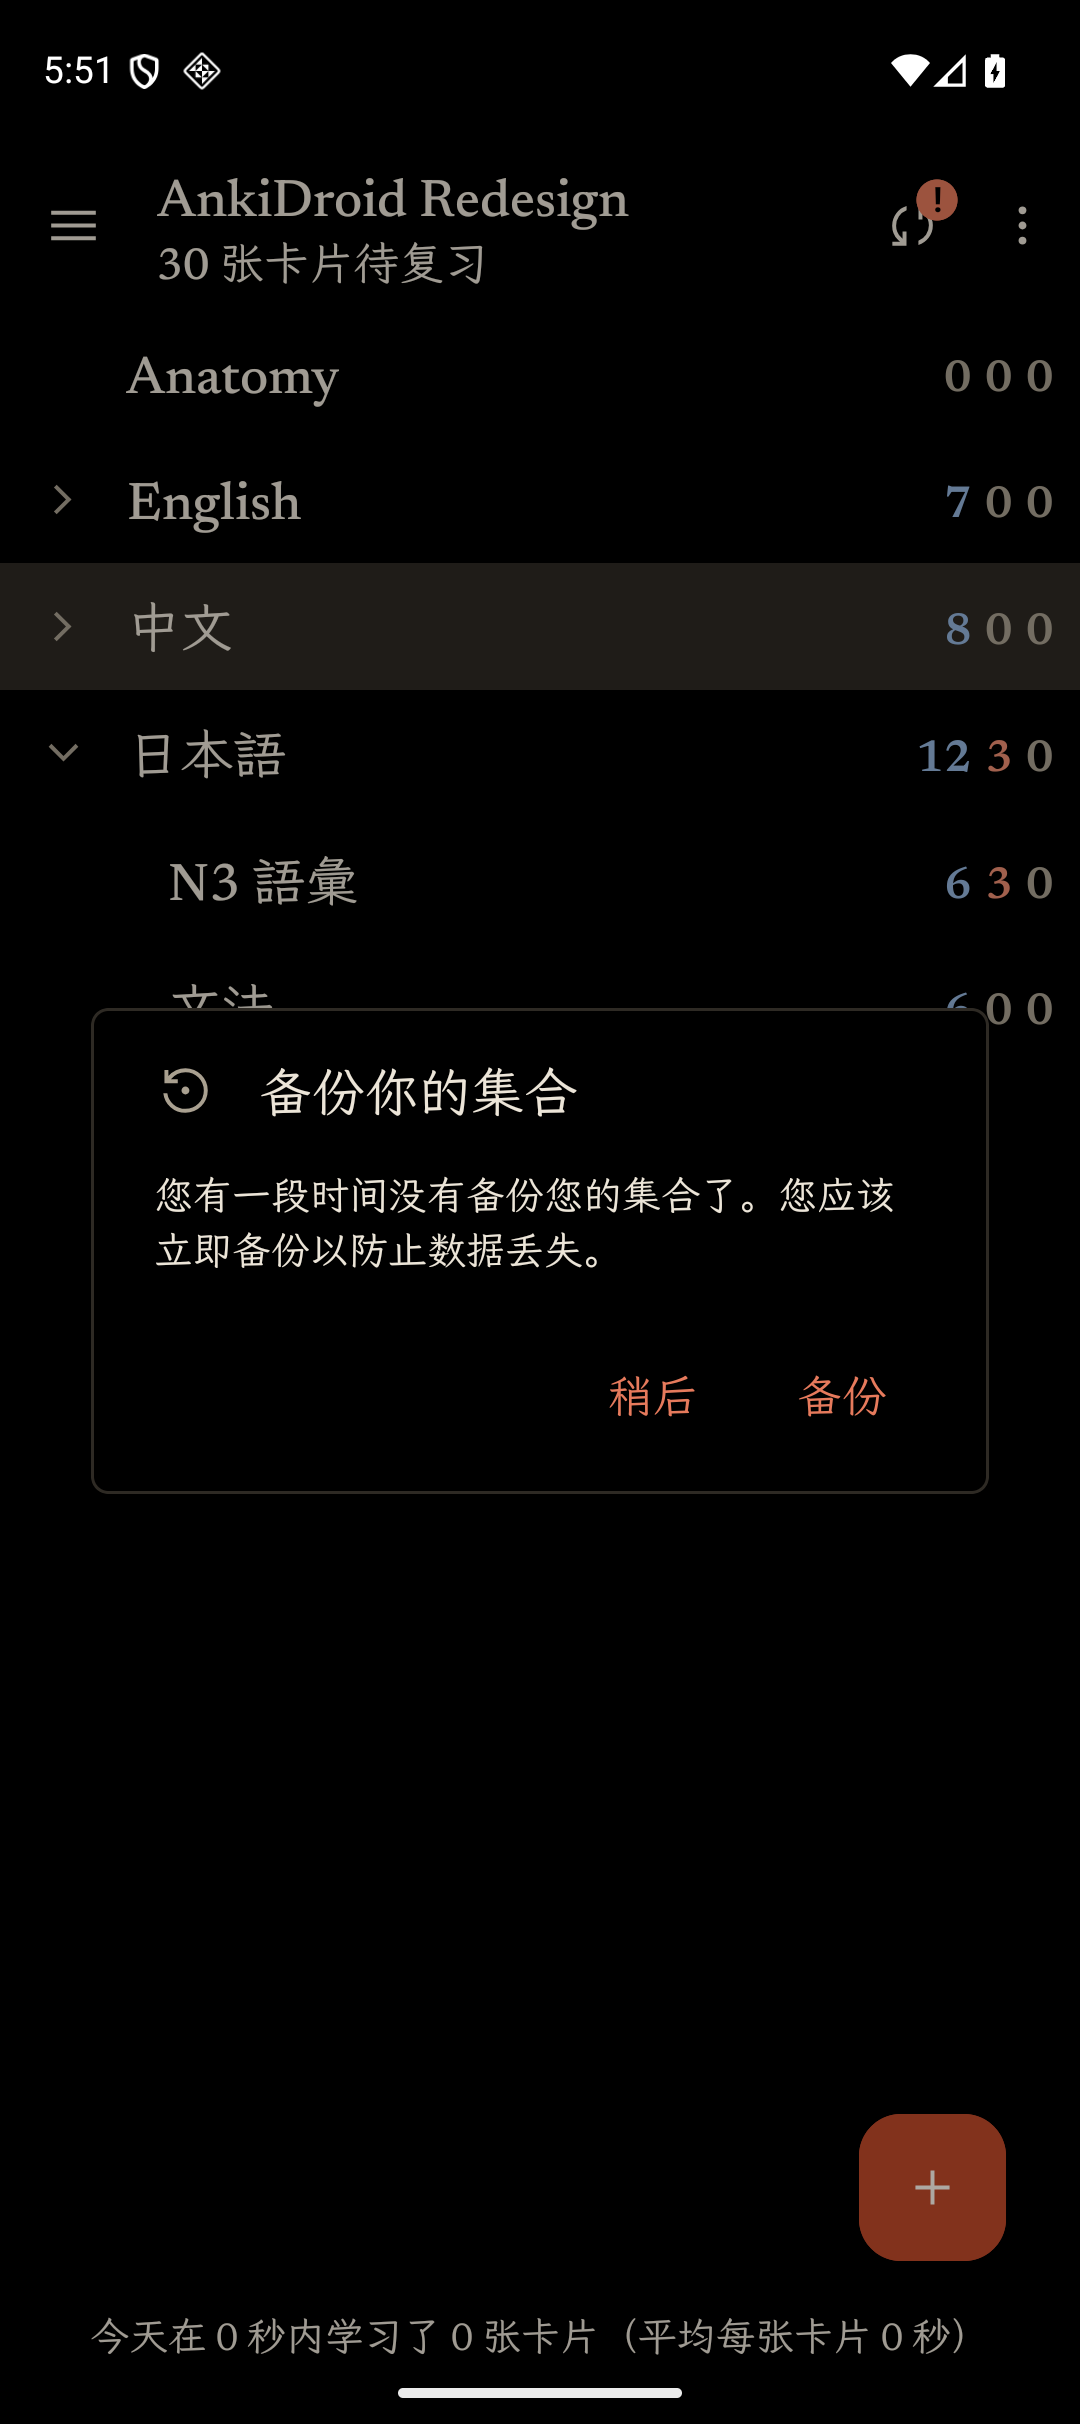 5:51
AnkiDroid Redesign
30 张卡片待复习
Anatomy 0 0 0
English 7 0 0
中文 8 0 0
日本語 12 3 0
N3 語彙 6 3 0
文法 6 0 0
备份你的集合
您有一段时间没有备份您的集合了。您应该
立即备份以防止数据丢失。
稍后 备份
今天在 0 秒内学习了 0 张卡片（平均每张卡片 0 秒）